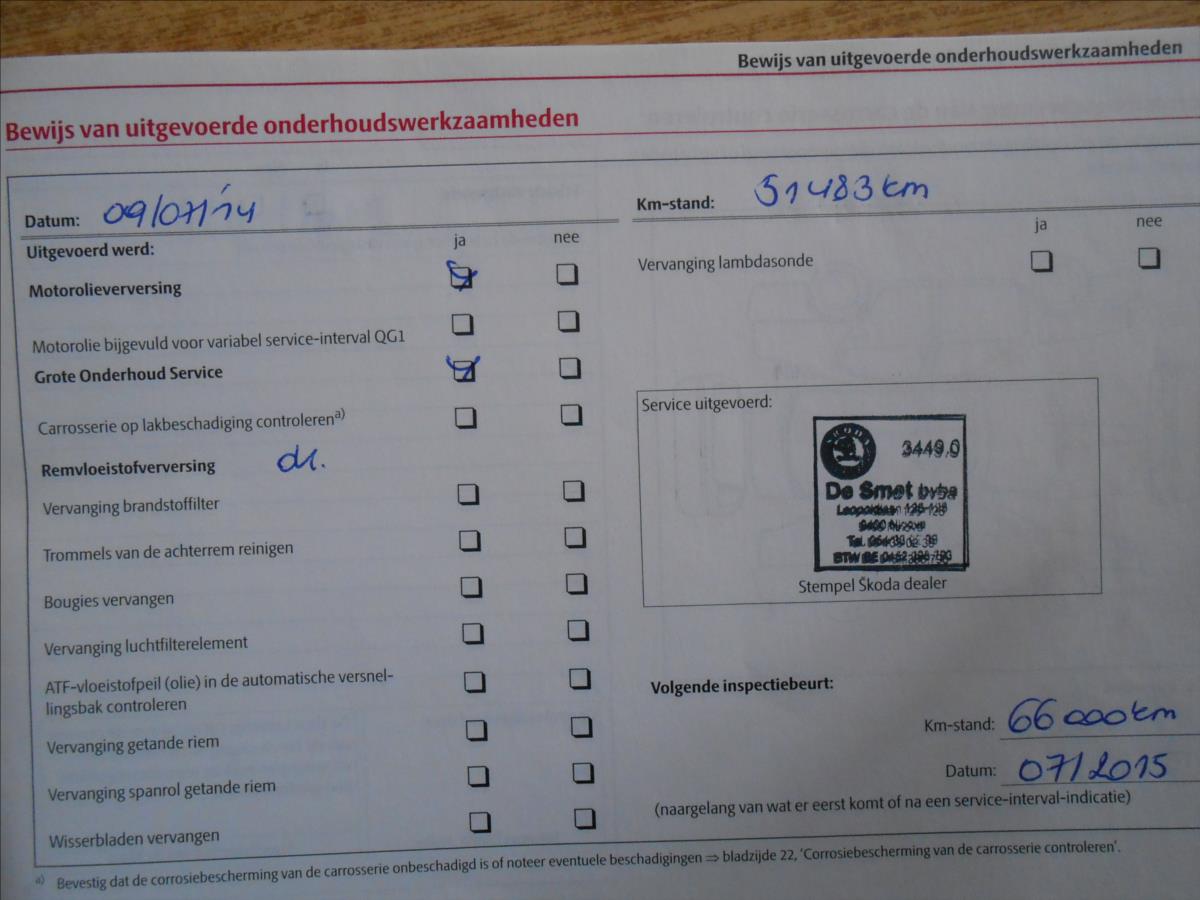 Bewijs van uitgevoerde onderhoudswerkzaamheden
Bewijs van uitgevoerde onderhoudswerkzaamheden
Datum: 09/07/'14
Km-stand: 51483 km
Uitgevoerd werd:
ja nee
ja nee
Motorolieverversing
Vervanging lambdasonde
Motorolie bijgevuld voor variabel service-interval QG1
Grote Onderhoud Service
Carrosserie op lakbeschadiging controleren a)
Remvloeistofverversing
Vervanging brandstoffilter
Trommels van de achterrem reinigen
Bougies vervangen
Vervanging luchtfilterelement
ATF-vloeistofpeil (olie) in de automatische versnel-
lingsbak controleren
Vervanging getande riem
Vervanging spanrol getande riem
Wisserbladen vervangen
Service uitgevoerd:
SKODA
3449.0
De Smet bvba
Tel.
BTW BE
Stempel Škoda dealer
Volgende inspectiebeurt:
Km-stand: 66 000 km
Datum: 07/2015
(naargelang van wat er eerst komt of na een service-interval-indicatie)
a) Bevestig dat de corrosiebescherming van de carrosserie onbeschadigd is of noteer eventuele beschadigingen ⇒ bladzijde 22, 'Corrosiebescherming van de carrosserie controleren'.